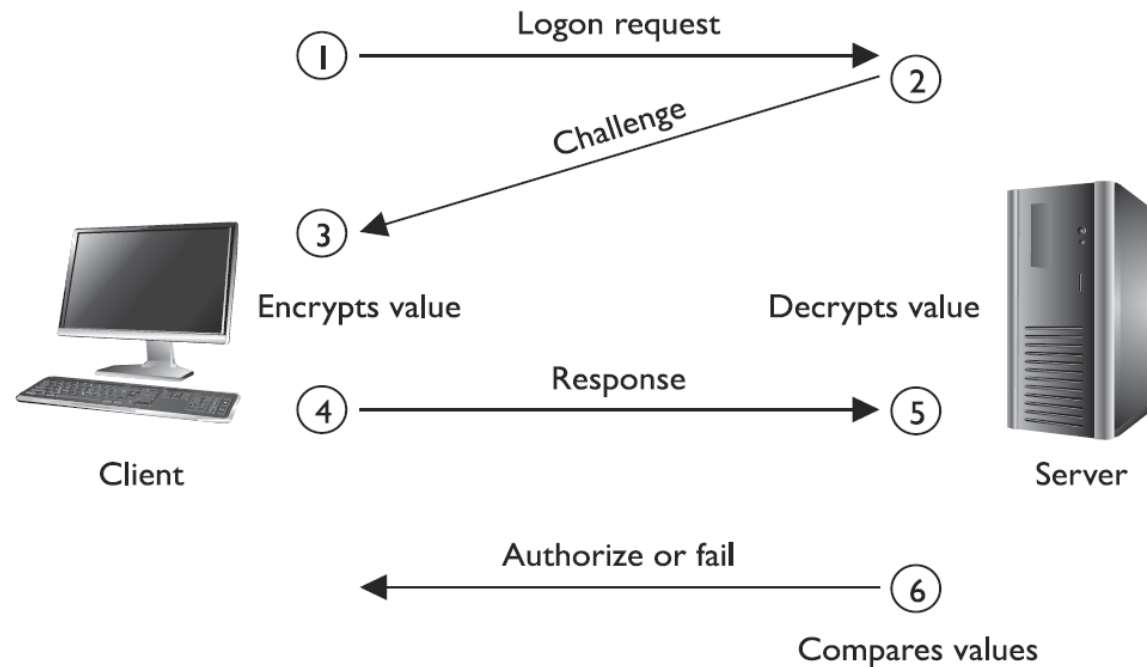 Logon request
1
2
Challenge
3
Encrypts value
Decrypts value
Response
4
5
Client
Server
Authorize or fail
6
Compares values